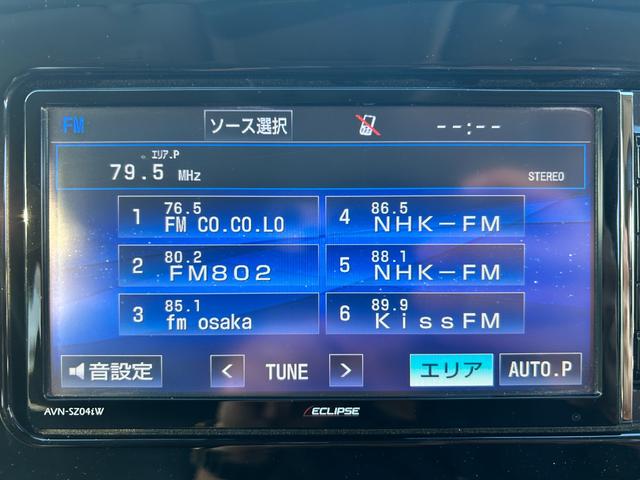 FM ソース選択 --:--
エリア.P
79.5 MHz STEREO
1 76.5 FM CO.CO.LO
4 86.5 NHK-FM
2 80.2 FM802
5 88.1 NHK-FM
3 85.1 fm osaka
6 89.9 KissFM
音設定 < TUNE > エリア AUTO.P
AVN-SZ04iW ECLIPSE